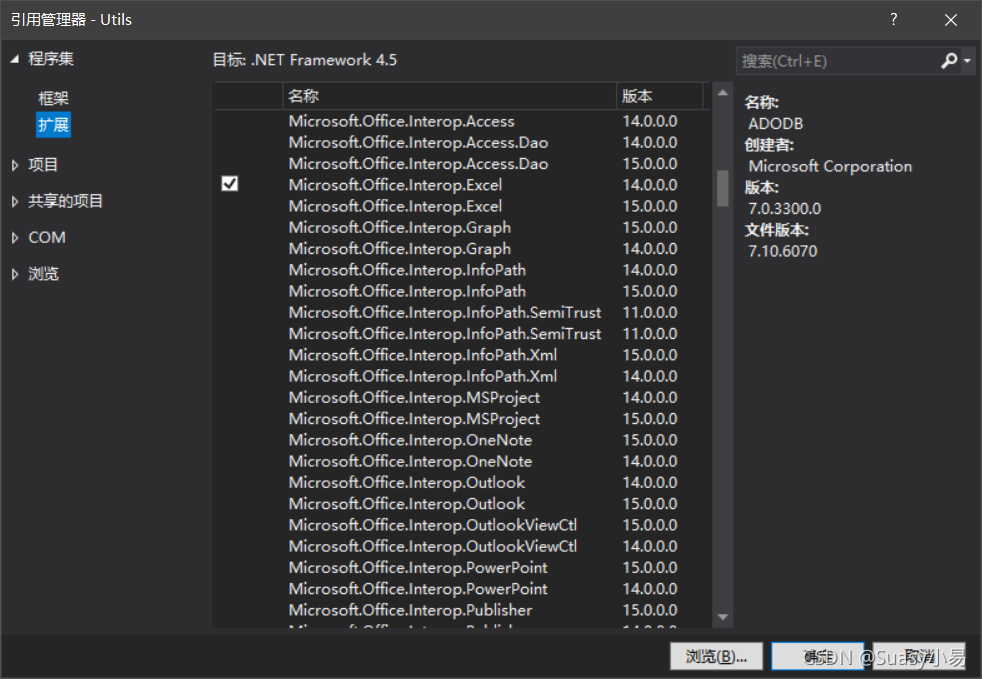 引用管理器 - Utils
?
程序集
框架
扩展
项目
共享的项目
COM
浏览
目标: .NET Framework 4.5
名称 版本
Microsoft.Office.Interop.Access 14.0.0.0
Microsoft.Office.Interop.Access.Dao 14.0.0.0
Microsoft.Office.Interop.Access.Dao 15.0.0.0
Microsoft.Office.Interop.Excel 14.0.0.0
Microsoft.Office.Interop.Excel 15.0.0.0
Microsoft.Office.Interop.Graph 15.0.0.0
Microsoft.Office.Interop.Graph 14.0.0.0
Microsoft.Office.Interop.InfoPath 14.0.0.0
Microsoft.Office.Interop.InfoPath 15.0.0.0
Microsoft.Office.Interop.InfoPath.SemiTrust 11.0.0.0
Microsoft.Office.Interop.InfoPath.SemiTrust 11.0.0.0
Microsoft.Office.Interop.InfoPath.Xml 15.0.0.0
Microsoft.Office.Interop.InfoPath.Xml 14.0.0.0
Microsoft.Office.Interop.MSProject 14.0.0.0
Microsoft.Office.Interop.MSProject 15.0.0.0
Microsoft.Office.Interop.OneNote 15.0.0.0
Microsoft.Office.Interop.OneNote 14.0.0.0
Microsoft.Office.Interop.Outlook 14.0.0.0
Microsoft.Office.Interop.Outlook 15.0.0.0
Microsoft.Office.Interop.OutlookViewCtl 15.0.0.0
Microsoft.Office.Interop.OutlookViewCtl 14.0.0.0
Microsoft.Office.Interop.PowerPoint 15.0.0.0
Microsoft.Office.Interop.PowerPoint 14.0.0.0
Microsoft.Office.Interop.Publisher 15.0.0.0
搜索(Ctrl+E)
名称:
ADODB
创建者:
Microsoft Corporation
版本:
7.0.3300.0
文件版本:
7.10.6070
浏览(B)... 确定 取消
CSDN @Suasy小易